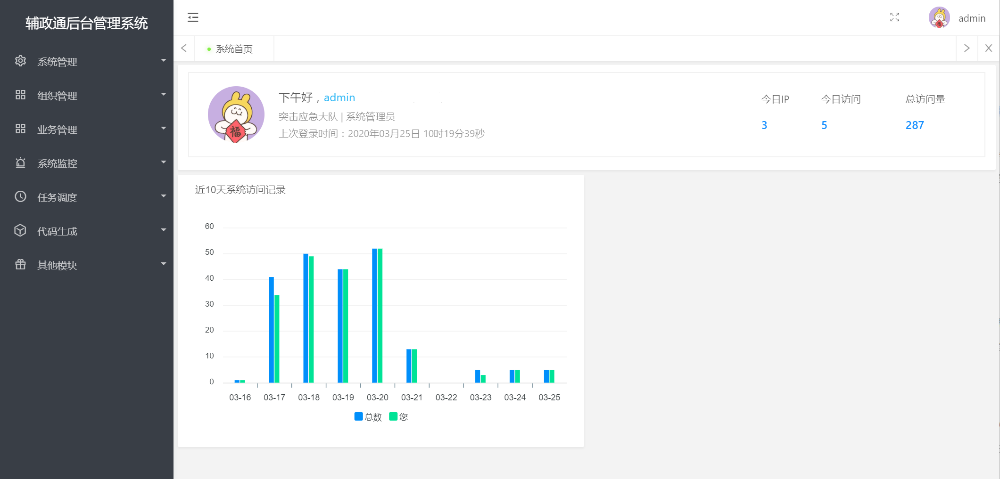 辅政通后台管理系统
系统管理
组织管理
业务管理
系统监控
任务调度
代码生成
其他模块
admin
系统首页
下午好，admin
突击应急大队 | 系统管理员
上次登录时间：2020年03月25日 10时19分39秒
今日IP 今日访问 总访问量
3 5 287
福
近10天系统访问记录
60
50
40
30
20
10
0
03-16 03-17 03-18 03-19 03-20 03-21 03-22 03-23 03-24 03-25
总数 您